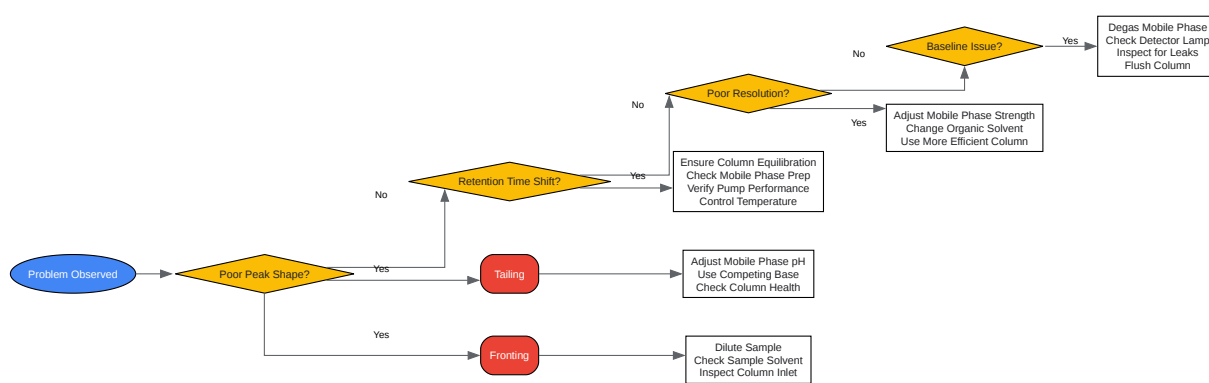 Problem Observed
Poor Peak Shape?
No
Yes
Yes
Retention Time Shift?
No
Yes
Poor Resolution?
No
Yes
Baseline Issue?
Yes
Degas Mobile Phase
Check Detector Lamp
Inspect for Leaks
Flush Column
Adjust Mobile Phase Strength
Change Organic Solvent
Use More Efficient Column
Ensure Column Equilibration
Check Mobile Phase Prep
Verify Pump Performance
Control Temperature
Tailing
Adjust Mobile Phase pH
Use Competing Base
Check Column Health
Fronting
Dilute Sample
Check Sample Solvent
Inspect Column Inlet